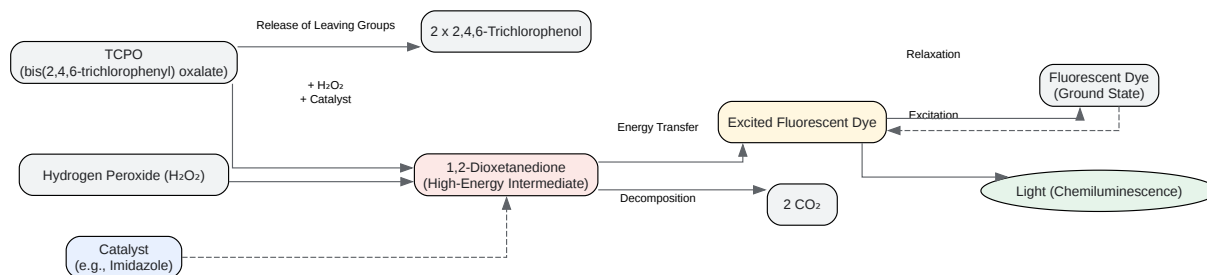 Release of Leaving Groups
2 x 2,4,6-Trichlorophenol
TCPO
(bis(2,4,6-trichlorophenyl) oxalate)
+ H₂O₂
+ Catalyst
Relaxation
Fluorescent Dye
(Ground State)
Excitation
Excited Fluorescent Dye
Energy Transfer
Hydrogen Peroxide (H₂O₂)
1,2-Dioxetanedione
(High-Energy Intermediate)
Decomposition
2 CO₂
Light (Chemiluminescence)
Catalyst
(e.g., Imidazole)